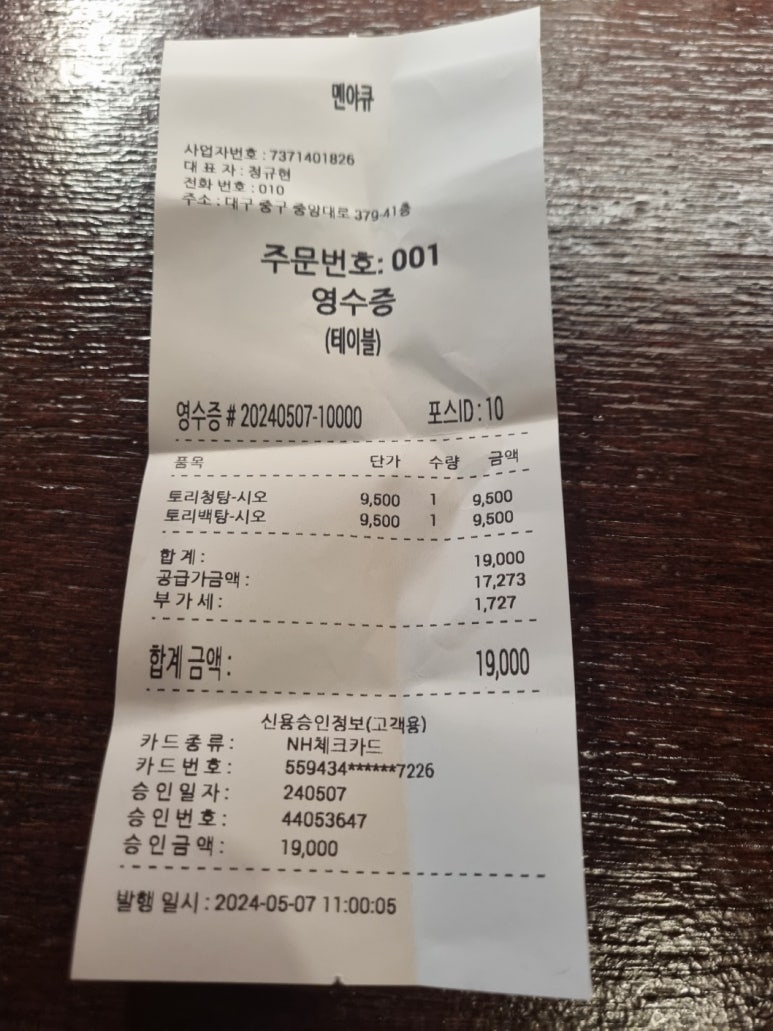 멘야큐
사업자번호 : 7371401826
대 표 자 : 정규현
전화 번호 : 010
주소 : 대구 중구 중앙대로 379-41층
주문번호: 001
영수증
(테이블)
영수증 # 20240507-10000 포스ID : 10
품목 단가 수량 금액
토리청탕-시오 9,500 1 9,500
토리백탕-시오 9,500 1 9,500
합 계 : 19,000
공급가금액 : 17,273
부 가 세 : 1,727
합계 금액 : 19,000
신용승인정보(고객용)
카 드 종 류 : NH체크카드
카 드 번 호 : 559434******7226
승 인 일 자 : 240507
승 인 번 호 : 44053647
승 인 금 액 : 19,000
발행 일시 : 2024-05-07 11:00:05